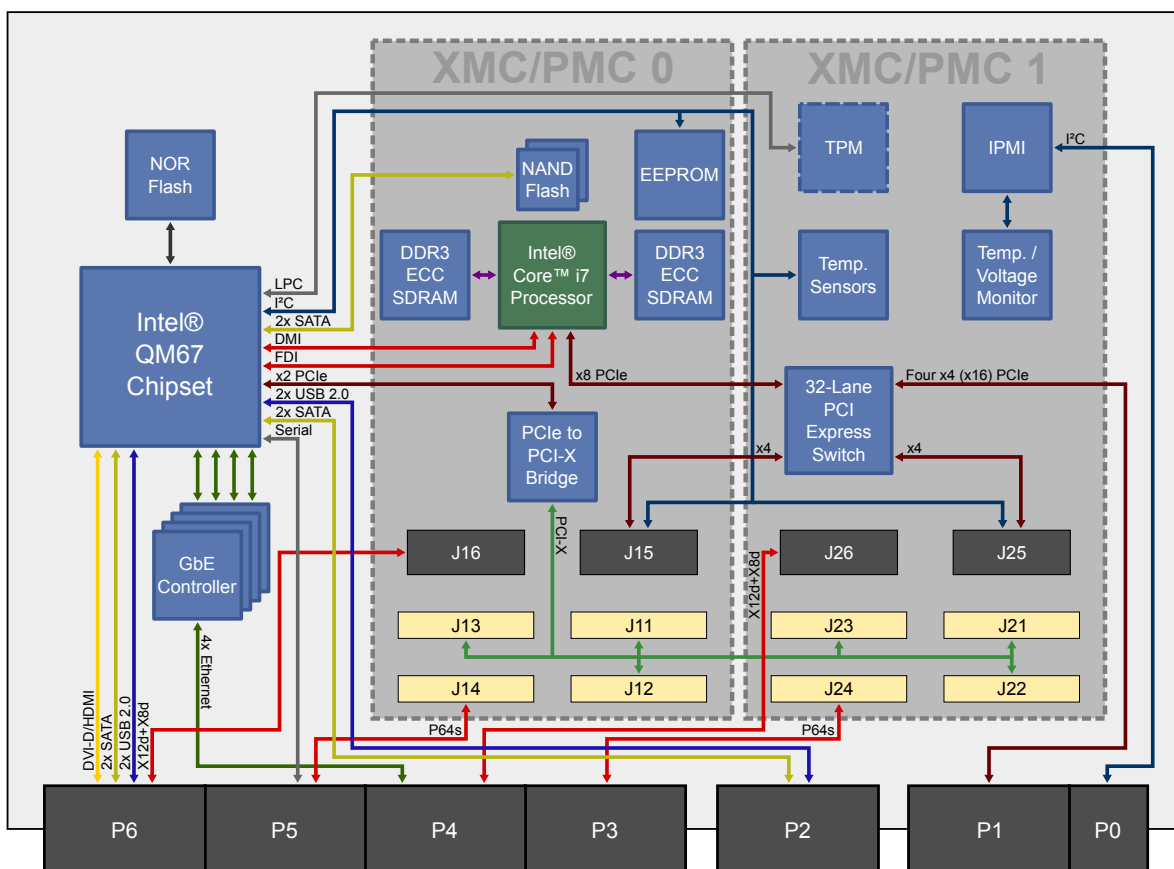 XMC/PMC 0
XMC/PMC 1
NOR
Flash
NAND
Flash
EEPROM
TPM
IPMI
I²C
DDR3
ECC
SDRAM
Intel®
Core™ i7
Processor
DDR3
ECC
SDRAM
Temp.
Sensors
Temp. /
Voltage
Monitor
Intel®
QM67
Chipset
LPC
I²C
2x SATA
DMI
FDI
x2 PCIe
2x USB 2.0
2x SATA
Serial
x8 PCIe
32-Lane
PCI
Express
Switch
Four x4 (x16) PCIe
x4
x4
PCIe to
PCI-X
Bridge
PCI-X
GbE
Controller
4x Ethernet
J16
J15
J26
J25
X12d+X8d
J13
J11
J23
J21
J14
J12
J24
J22
P64s
P64s
DVI-D/HDMI
2x SATA
2x USB 2.0
X12d+X8d
P6
P5
P4
P3
P2
P1
P0